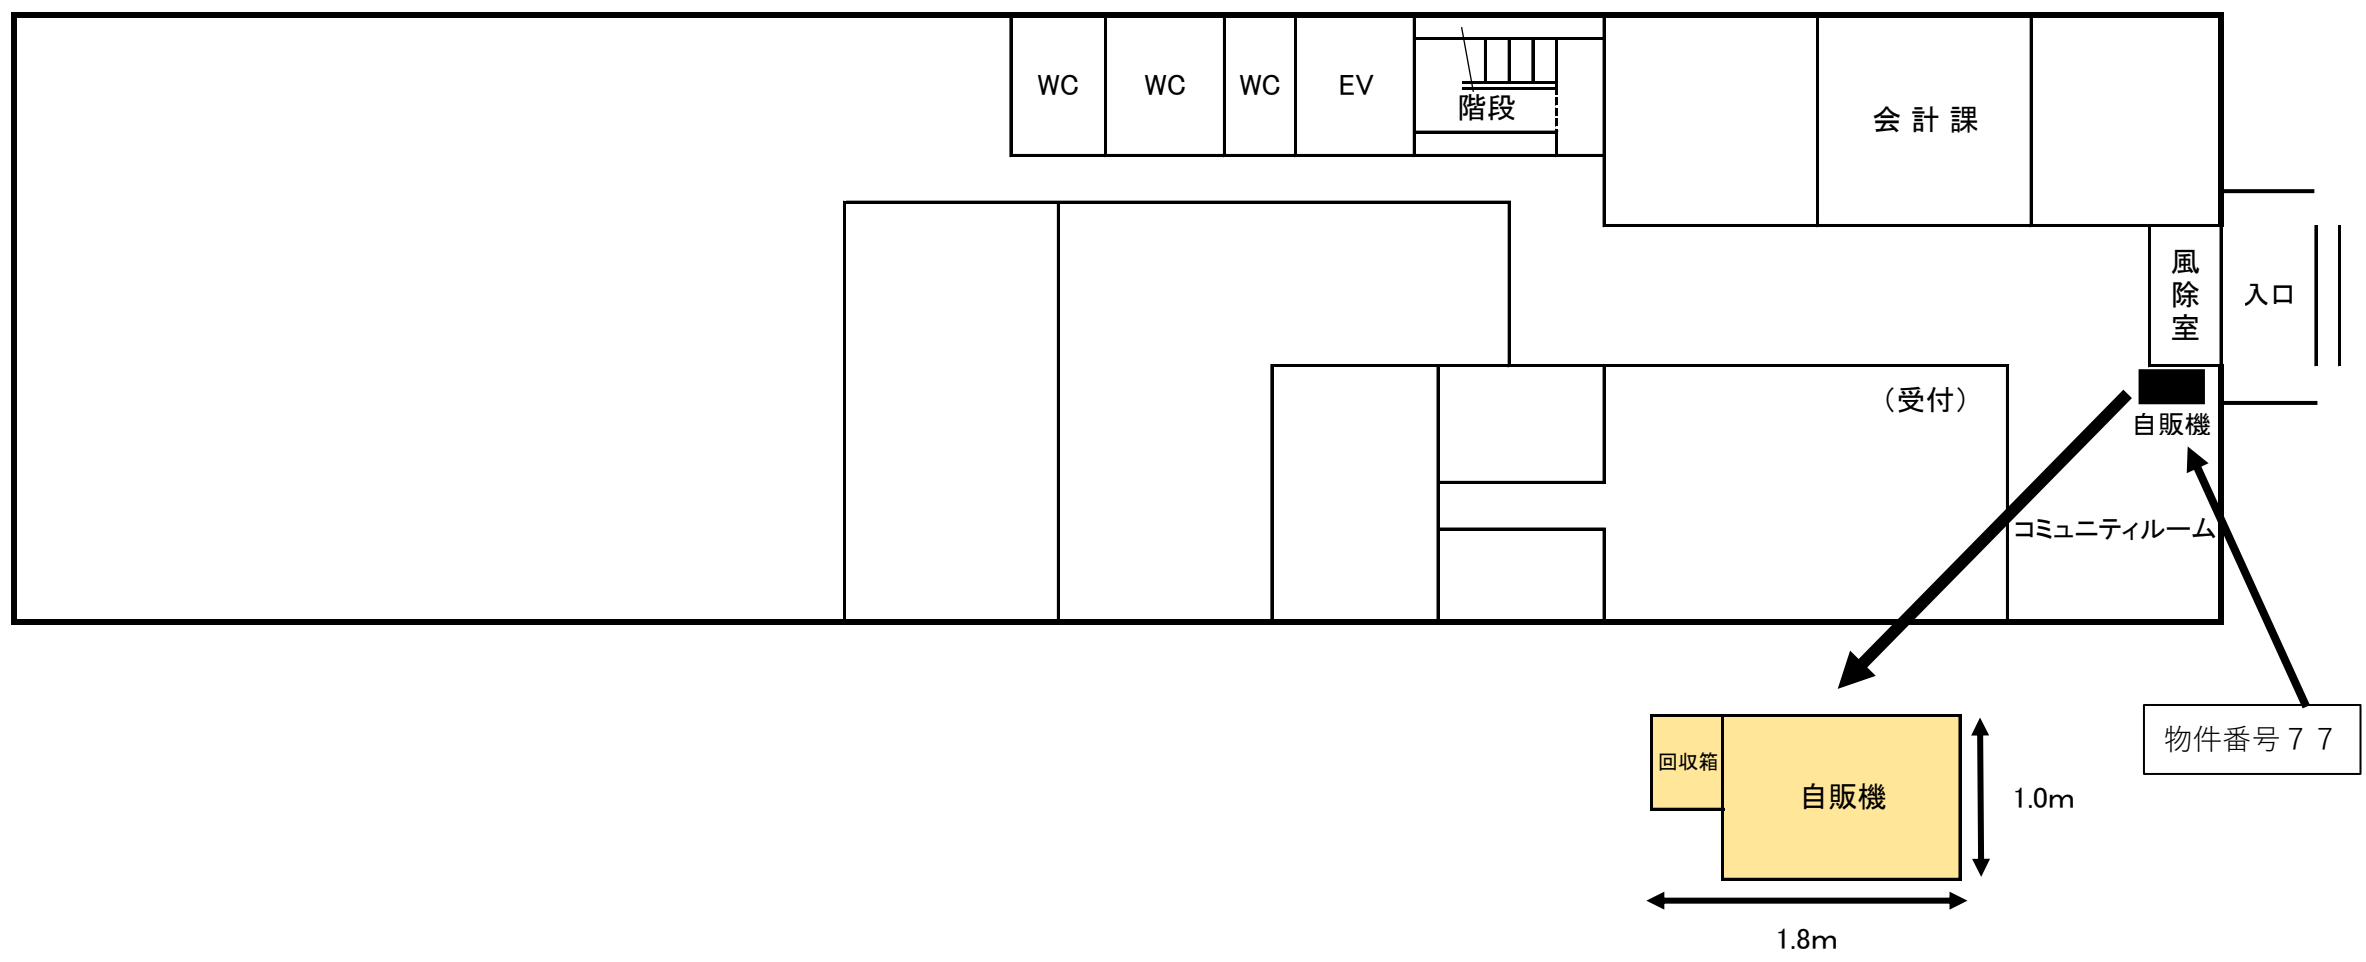 WC
WC
WC
EV
階段
会 計 課
風除室
入口
（受付）
自販機
コミュニティルーム
物件番号７７
回収箱
自販機
1.0m
1.8m